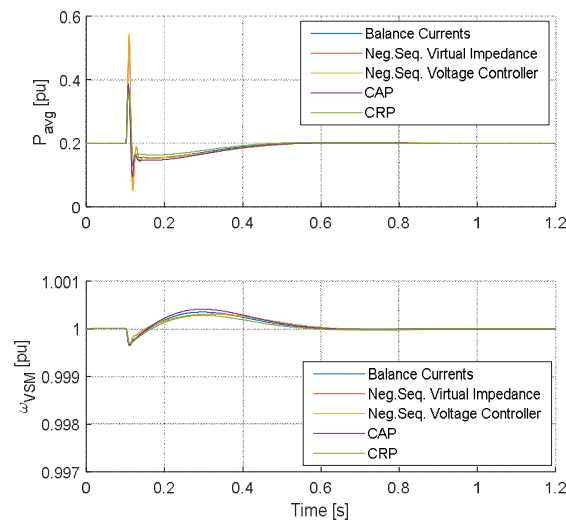 0.6
0.4
0.2
0
P_avg [pu]
Balance Currents
Neg.Seq. Virtual Impedance
Neg.Seq. Voltage Controller
CAP
CRP
0 0.2 0.4 0.6 0.8 1 1.2
1.001
1
0.999
0.998
0.997
ω_VSM [pu]
Balance Currents
Neg.Seq. Virtual Impedance
Neg.Seq. Voltage Controller
CAP
CRP
0 0.2 0.4 0.6 0.8 1 1.2
Time [s]